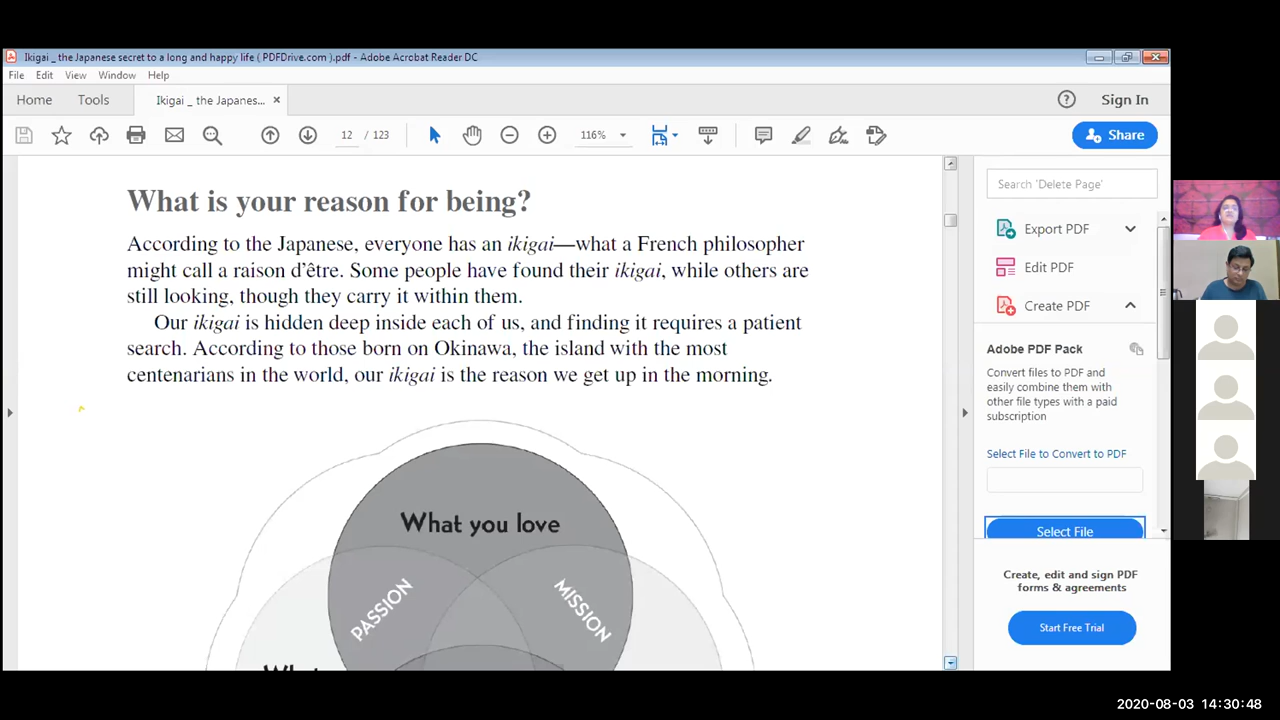 Ikigai _ the Japanese secret to a long and happy life ( PDFDrive.com ).pdf - Adobe Acrobat Reader DC
File Edit View Window Help
Home Tools Ikigai _ the Japanes... × Sign In
12 / 123 116% Share
What is your reason for being?
According to the Japanese, everyone has an ikigai—what a French philosopher
might call a raison d’être. Some people have found their ikigai, while others are
still looking, though they carry it within them.
Our ikigai is hidden deep inside each of us, and finding it requires a patient
search. According to those born on Okinawa, the island with the most
centenarians in the world, our ikigai is the reason we get up in the morning.
What you love
PASSION
MISSION
Search 'Delete Page'
Export PDF
Edit PDF
Create PDF
Adobe PDF Pack
Convert files to PDF and
easily combine them with
other file types with a paid
subscription
Select File to Convert to PDF
Select File
Create, edit and sign PDF
forms & agreements
Start Free Trial
2020-08-03 14:30:48